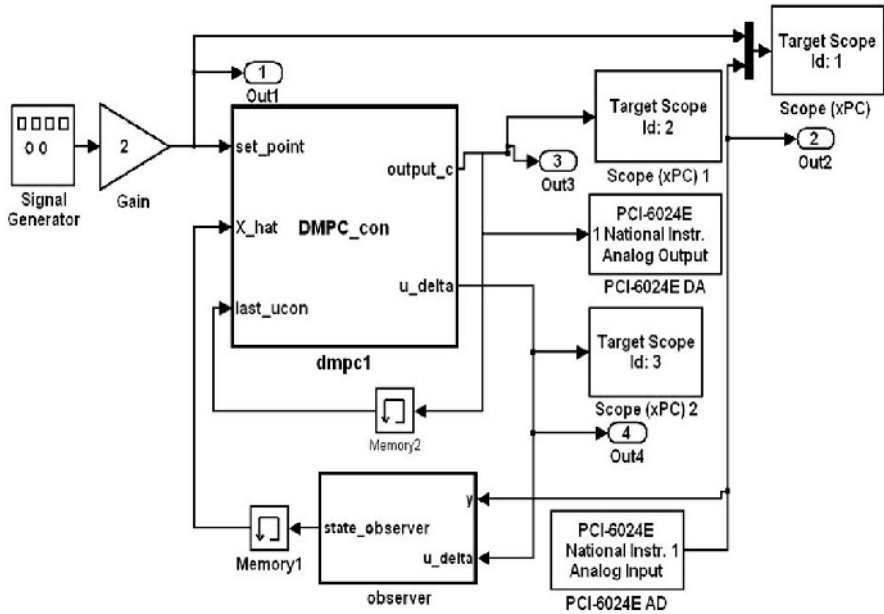 Target Scope
Id: 1
Scope (xPC)
1
Out1
Target Scope
Id: 2
Scope (xPC) 1
2
Out2
3
Out3
Signal
Generator
2
Gain
set_point
output_c
X_hat
DMPC_con
u_delta
last_ucon
dmpc1
PCI-6024E
1 National Instr.
Analog Output
PCI-6024E DA
Target Scope
Id: 3
Scope (xPC) 2
4
Out4
Memory2
Memory1
y
state_observer
u_delta
observer
PCI-6024E
National Instr. 1
Analog Input
PCI-6024E AD